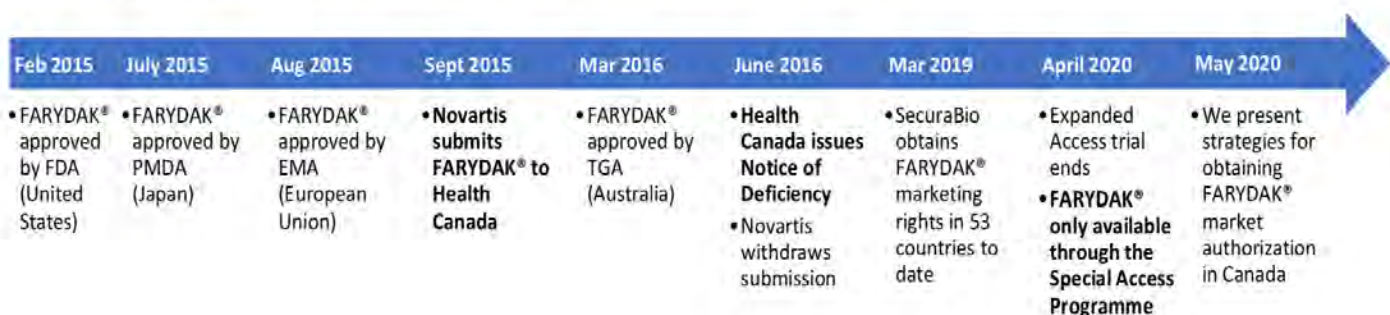 Feb 2015
July 2015
Aug 2015
Sept 2015
Mar 2016
June 2016
Mar 2019
April 2020
May 2020
•FARYDAK®
approved
by FDA
(United
States)
•FARYDAK®
approved by
PMDA
(Japan)
•FARYDAK®
approved by
EMA
(European
Union)
•Novartis
submits
FARYDAK® to
Health
Canada
•FARYDAK®
approved by
TGA
(Australia)
•Health
Canada issues
Notice of
Deficiency
•Novartis
withdraws
submission
•SecuraBio
obtains
FARYDAK®
marketing
rights in 53
countries to
date
•Expanded
Access trial
ends
•FARYDAK®
only available
through the
Special Access
Programme
•We present
strategies for
obtaining
FARYDAK®
market
authorization
in Canada